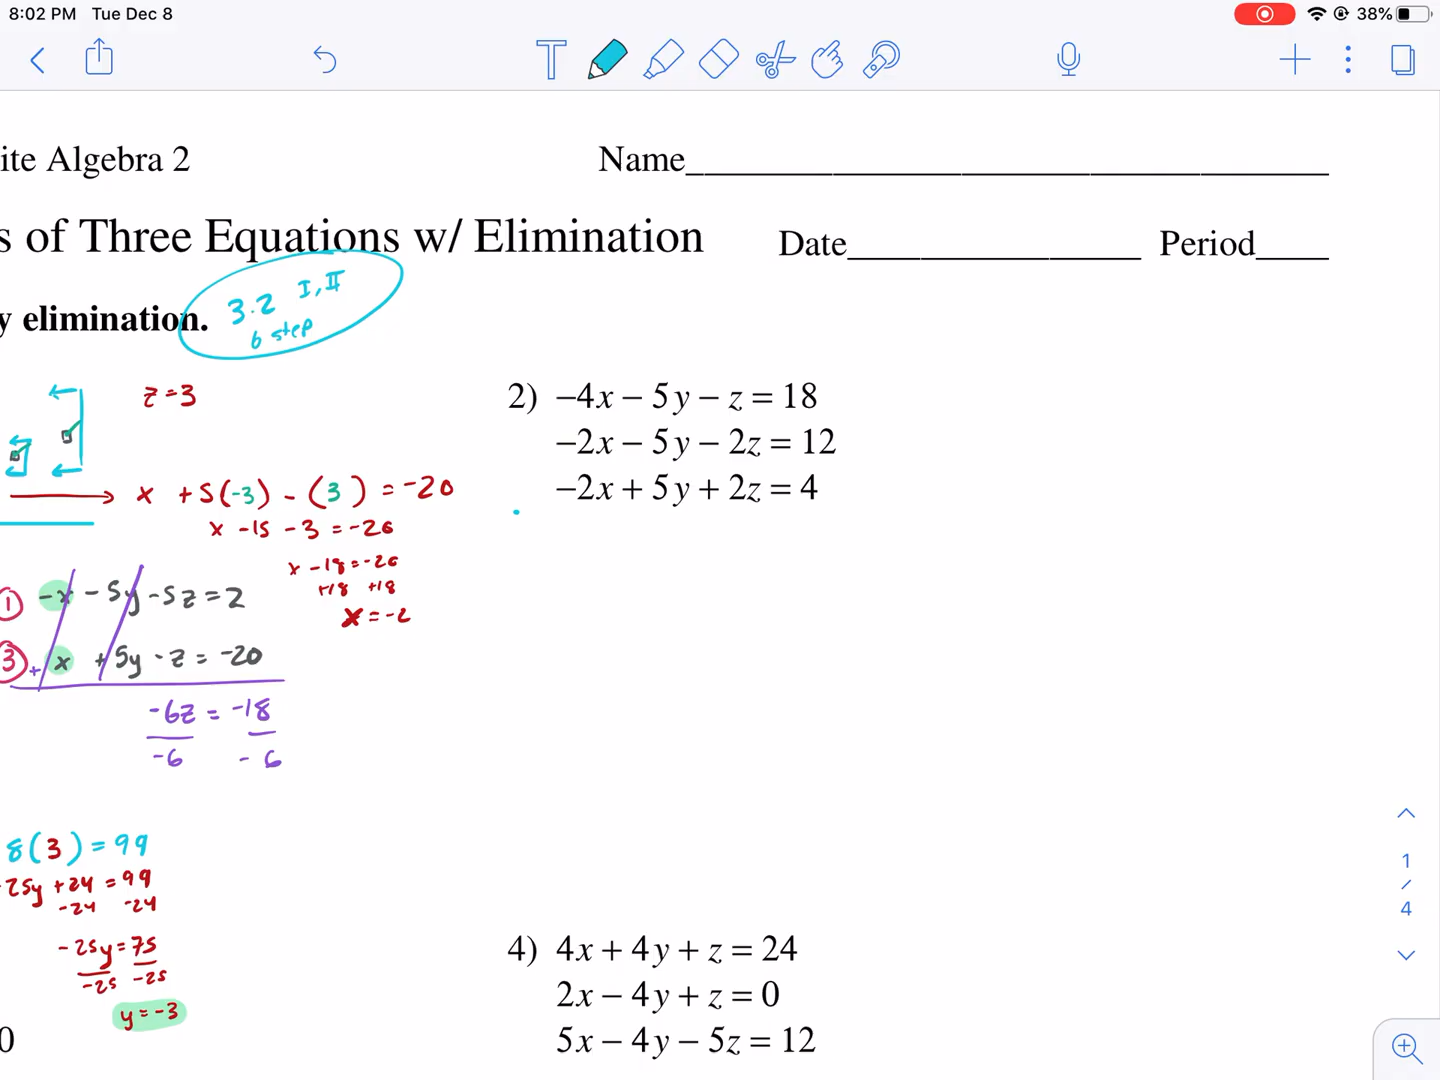 8:02 PM Tue Dec 8
38%
T
ite Algebra 2
Name
s of Three Equations w/ Elimination
Date
Period
y elimination.
3.2 I, II
6 step
z = 3
x + 5(-3) - (3) = -20
x - 15 - 3 = -20
x - 18 = -20
+18 +18
x = -2
① -x - 5y - 5z = 2
③ + x + 5y - z = -20
-6z = -18
-6 - 6
8(3) = 99
-25y + 24 = 99
-24 -24
-25y = 75
-25 -25
y = -3
0
2) −4x − 5y − z = 18
−2x − 5y − 2z = 12
−2x + 5y + 2z = 4
4) 4x + 4y + z = 24
2x − 4y + z = 0
5x − 4y − 5z = 12
1
/
4